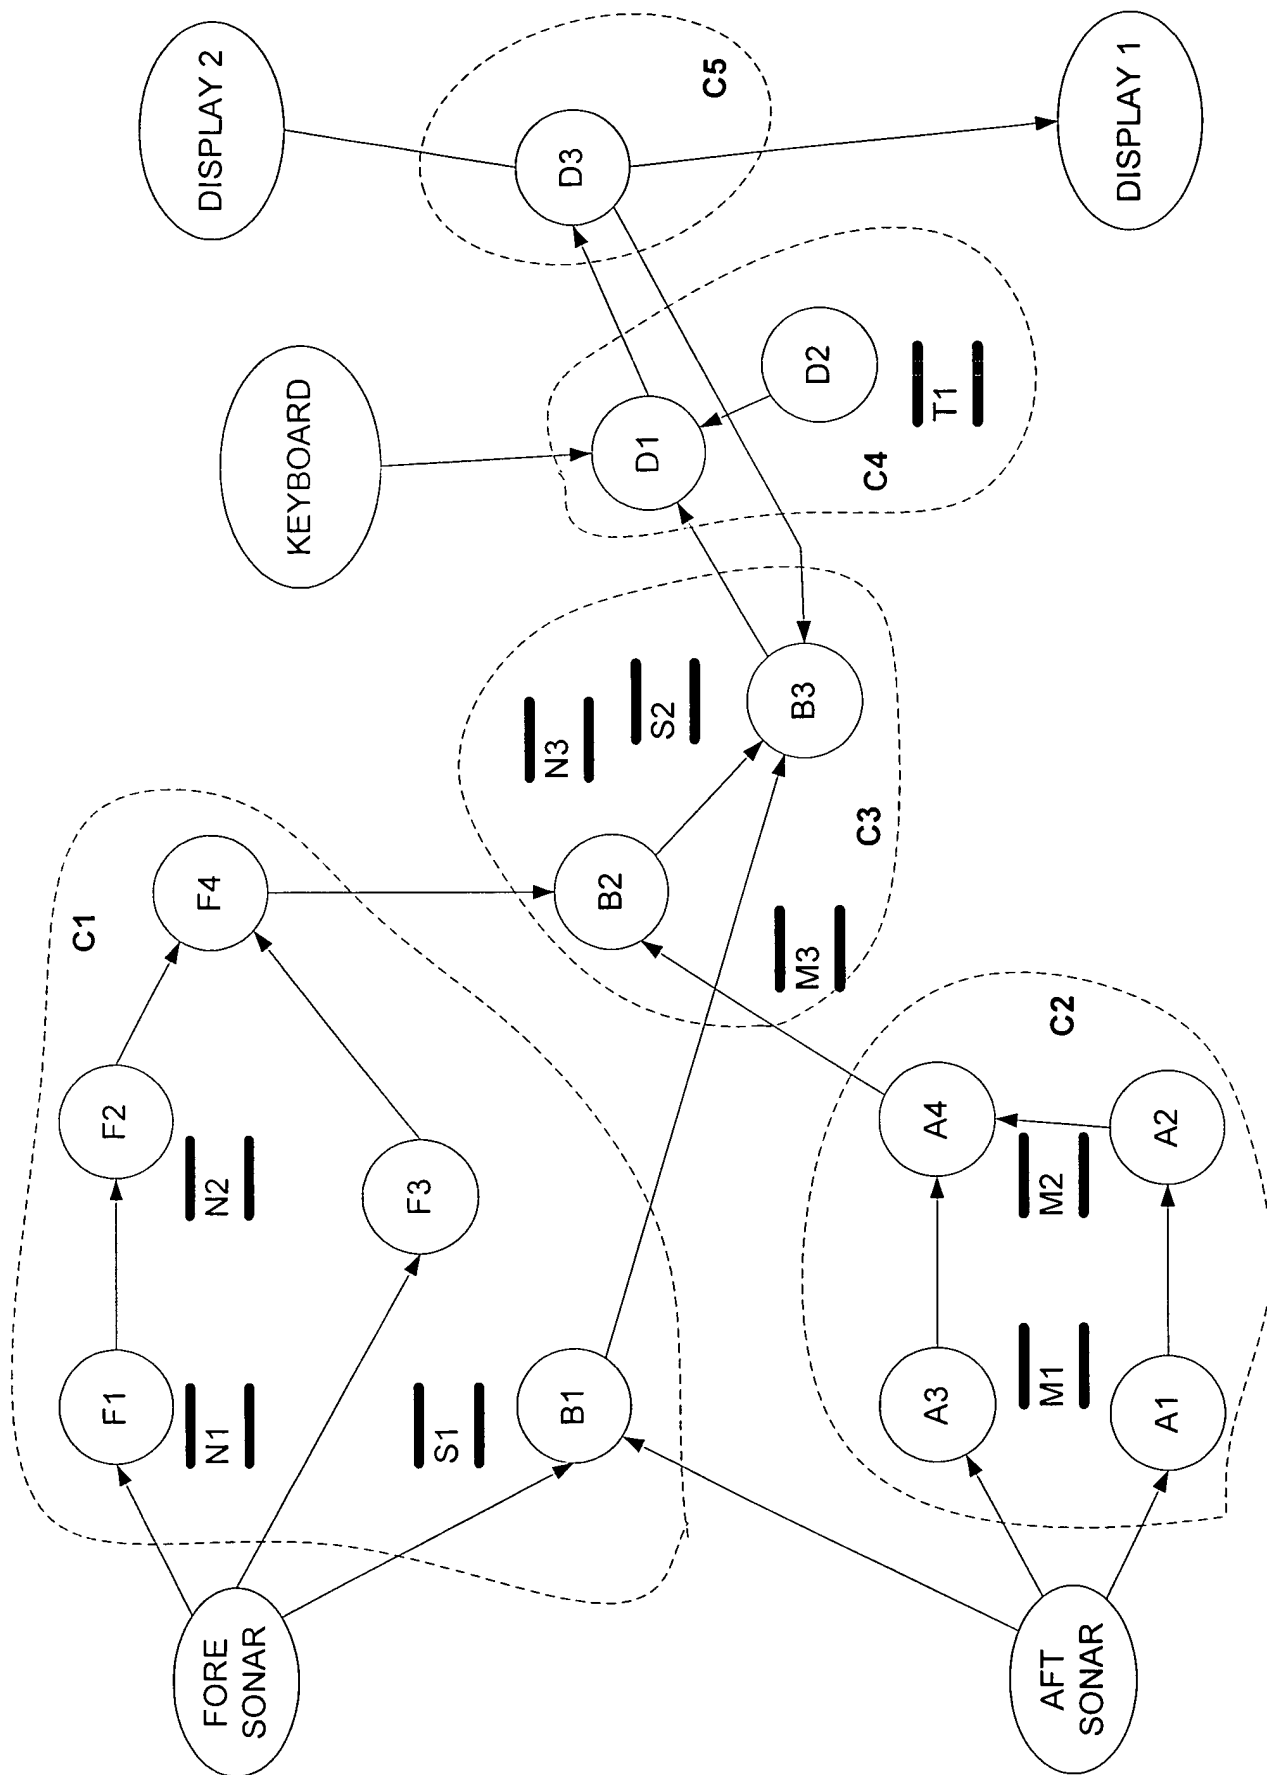 FORE
SONAR
F1
N1
F2
N2
F3
F4
C1
S1
B1
AFT
SONAR
A3
A4
M1
M2
A1
A2
C2
B2
N3
S2
M3
B3
C3
KEYBOARD
D1
D2
T1
C4
DISPLAY 2
D3
C5
DISPLAY 1